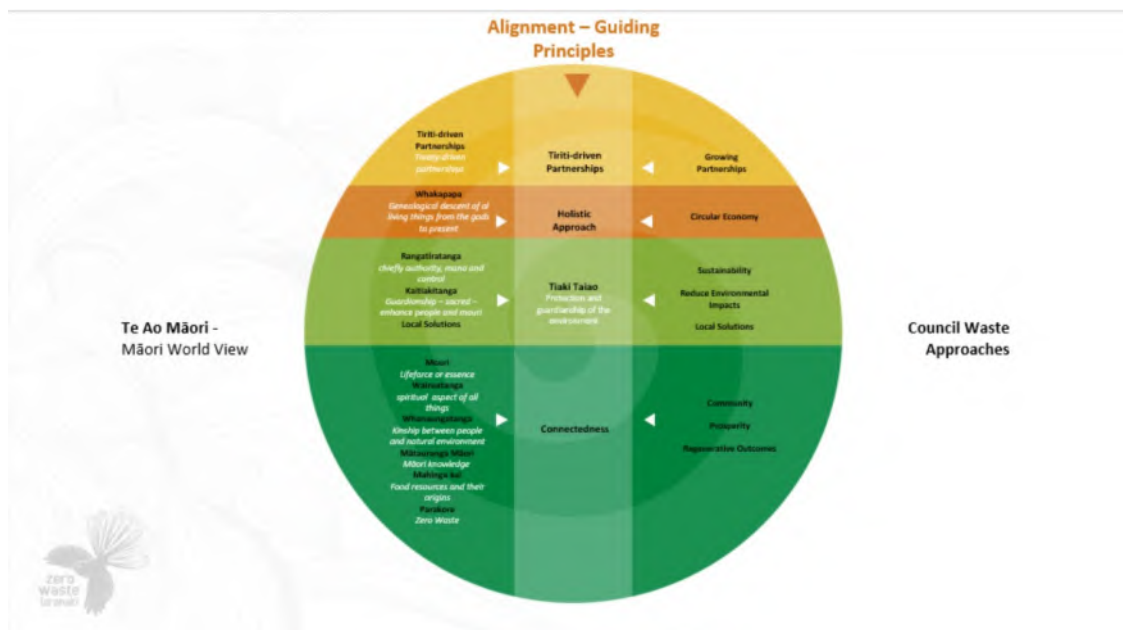 Alignment – Guiding
Principles
Te Ao Māori -
Māori World View
Tiriti-driven
Partnerships
Treaty-driven
partnerships
Whakapapa
Genealogical descent of al
living things from the gods
to present
Rangatiratanga
chiefly authority, mana and
control
Kaitiakitanga
Guardianship – sacred –
enhance people and mauri
Local Solutions
Mauri
Lifeforce or essence
Wairuatanga
spiritual aspect of all
things
Whanaungatanga
Kinship between people
and natural environment
Mātauranga Māori
Māori knowledge
Mahinga kai
Food resources and their
origins
Parakore
Zero Waste
Tiriti-driven
Partnerships
Holistic
Approach
Tiaki Taiao
Protection and
guardianship of the
environment
Connectedness
Growing
Partnerships
Circular Economy
Sustainability
Reduce Environmental
Impacts
Local Solutions
Community
Prosperity
Regenerative Outcomes
Council Waste
Approaches
zero
waste
taranaki